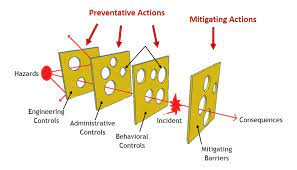 Preventative Actions
Mitigating Actions
Hazards
Engineering
Controls
Administrative
Controls
Behavioral
Controls
Incident
Consequences
Mitigating
Barriers